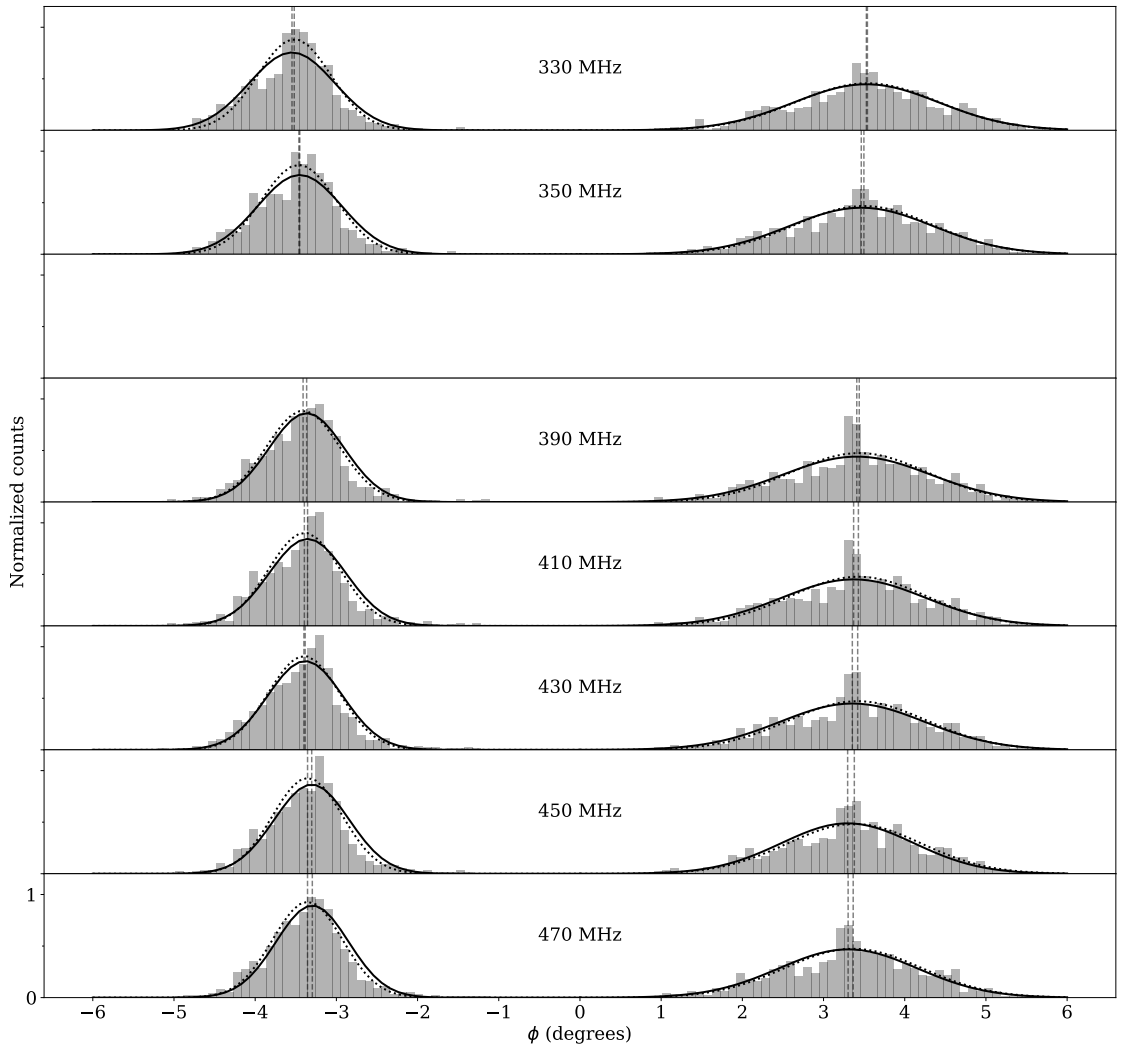 330 MHz
350 MHz
390 MHz
410 MHz
430 MHz
450 MHz
470 MHz
Normalized counts
1
0
−6 −5 −4 −3 −2 −1 0 1 2 3 4 5 6
ϕ (degrees)